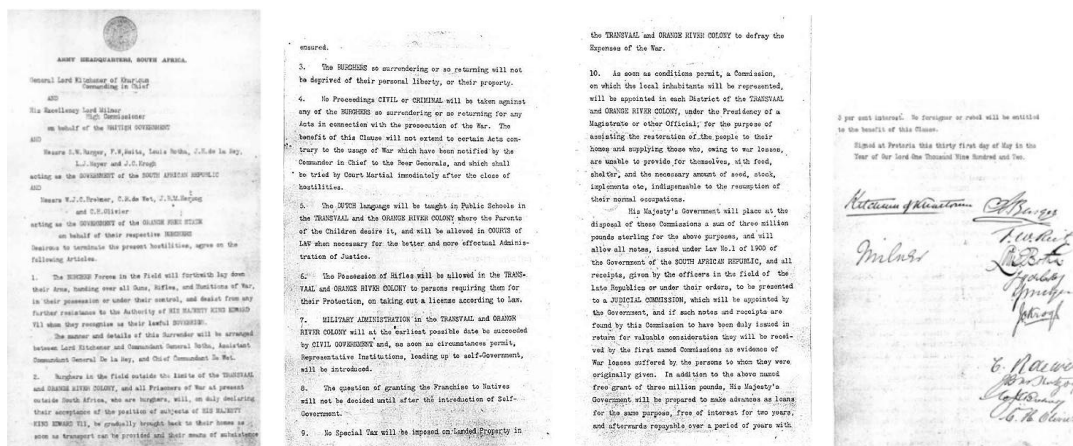 ARMY HEADQUARTERS, SOUTH AFRICA.
General Lord Kitchener of Khartoum
Commanding in Chief
AND
His Excellency Lord Milner
High Commissioner
on behalf of the BRITISH GOVERNMENT
AND
Messrs S.W.Burger, F.W.Reitz, Louis Botha, J.H.de la Rey,
L.J.Meyer and J.C.Krogh
acting as the GOVERNMENT of the SOUTH AFRICAN REPUBLIC
AND
Messrs W.J.C.Brebner, C.R.de Wet, J.B.M.Hertzog
and C.H.Olivier
acting as the GOVERNMENT of the ORANGE FREE STATE
on behalf of their respective BURGHERS
Desirous to terminate the present hostilities, agree on the
following Articles.
1. The BURGHER Forces in the Field will forthwith lay down
their Arms, handing over all Guns, Rifles, and Munitions of War,
in their possession or under their control, and desist from any
further resistance to the Authority of HIS MAJESTY KING EDWARD
VII whom they recognise as their lawful SOVEREIGN.
The manner and details of this Surrender will be arranged
between Lord Kitchener and Commandant General Botha, Assistant
Commandant General De la Rey, and Chief Commandant De Wet.
2. Burghers in the field outside the limits of the TRANSVAAL
and ORANGE RIVER COLONY, and all Prisoners of War at present
outside South Africa, who are burghers, will, on duly declaring
their acceptance of the position of subjects of HIS MAJESTY
KING EDWARD VII, be gradually brought back to their homes as
soon as transport can be provided and their means of subsistence
ensured.
3. The BURGHERS so surrendering or so returning will not
be deprived of their personal liberty, or their property.
4. No Proceedings CIVIL or CRIMINAL will be taken against
any of the BURGHERS so surrendering or so returning for any
Acts in connection with the prosecution of the War. The
benefit of this Clause will not extend to certain Acts con-
trary to the usage of War which have been notified by the
Commander in Chief to the Boer Generals, and which shall
be tried by Court Martial immediately after the close of
hostilities.
5. The DUTCH language will be taught in Public Schools in
the TRANSVAAL and the ORANGE RIVER COLONY where the Parents
of the Children desire it, and will be allowed in COURTS of
LAW when necessary for the better and more effectual Adminis-
tration of Justice.
6. The Possession of Rifles will be allowed in the TRANS-
VAAL and ORANGE RIVER COLONY to persons requiring them for
their Protection, on taking out a license according to Law.
7. MILITARY ADMINISTRATION in the TRANSVAAL and ORANGE
RIVER COLONY will at the earliest possible date be succeeded
by CIVIL GOVERNMENT and, as soon as circumstances permit,
Representative Institutions, leading up to self-Government,
will be introduced.
8. The question of granting the Franchise to Natives
will not be decided until after the introduction of Self-
Government.
9. No Special Tax will be imposed on Landed Property in
the TRANSVAAL and ORANGE RIVER COLONY to defray the
Expenses of the War.
10. As soon as conditions permit, a Commission,
on which the local inhabitants will be represented,
will be appointed in each District of the TRANSVAAL
and ORANGE RIVER COLONY, under the Presidency of a
Magistrate or other Official, for the purpose of
assisting the restoration of the people to their
homes and supplying those who, owing to war losses,
are unable to provide for themselves, with food,
shelter, and the necessary amount of seed, stock,
implements etc, indispensable to the resumption of
their normal occupations.
His Majesty's Government will place at the
disposal of these Commissions a sum of three million
pounds sterling for the above purposes, and will
allow all notes, issued under Law No.1 of 1900 of
the Government of the SOUTH AFRICAN REPUBLIC, and all
receipts, given by the officers in the field of the
late Republics or under their orders, to be presented
to a JUDICIAL COMMISSION, which will be appointed by
the Government, and if such notes and receipts are
found by this Commission to have been duly issued in
return for valuable consideration they will be recei-
ved by the first named Commissions as evidence of
War losses suffered by the persons to whom they were
originally given. In addition to the above named
free grant of three million pounds, His Majesty's
Government will be prepared to make advances as loans
for the same purpose, free of interest for two years,
and afterwards repayable over a period of years with
3 per cent interest. No foreigner or rebel will be entitled
to the benefit of this Clause.
Signed at Pretoria this thirty first day of May in the
Year of Our Lord One Thousand Nine Hundred and Two.
Kitchener of Khartoum
Milner
S W Burger
F. W. Reitz
Louis Botha